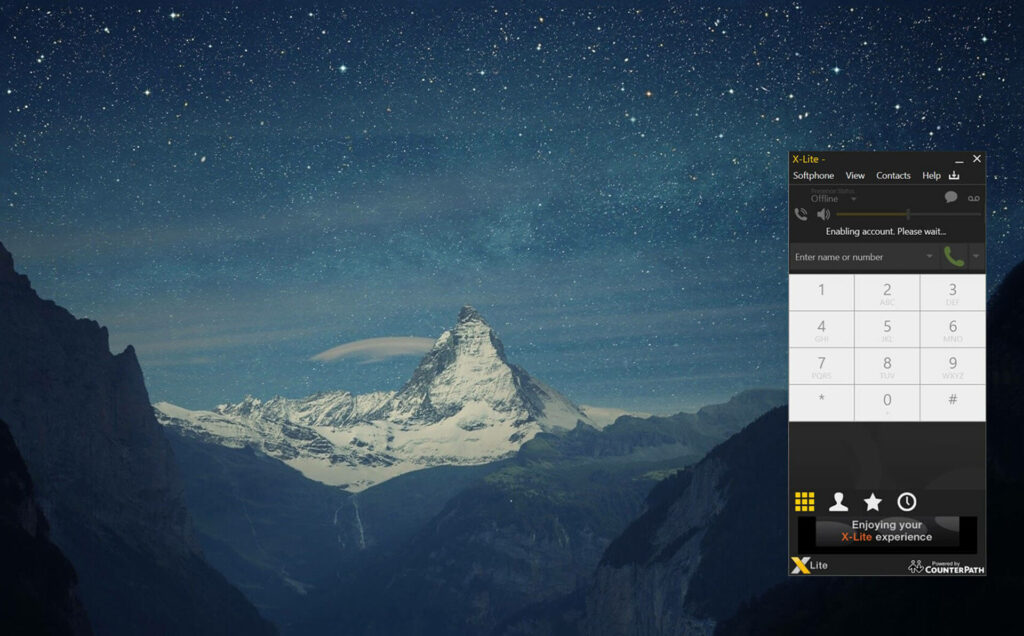 X-Lite -
Softphone View Contacts Help
Presence Status
Offline
Enabling account. Please wait...
Enter name or number
1 2 3
ABC DEF
4 5 6
GHI JKL MNO
7 8 9
PQRS TUV WXYZ
* 0 #
+
Enjoying your
X-Lite experience
X Lite
Powered by
COUNTERPATH